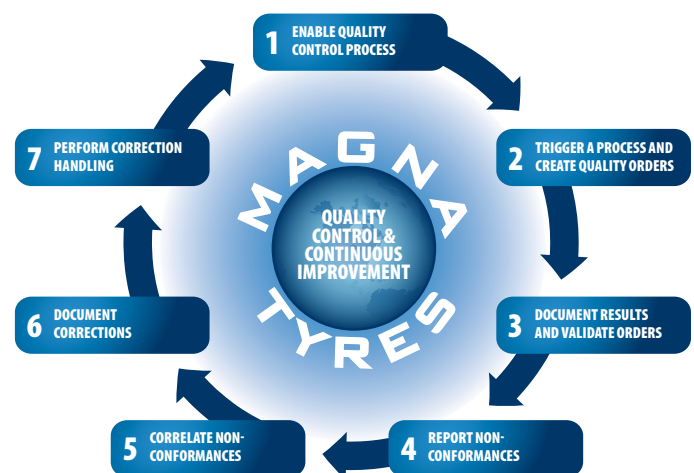 1 ENABLE QUALITY
CONTROL PROCESS
2 TRIGGER A PROCESS AND
CREATE QUALITY ORDERS
3 DOCUMENT RESULTS
AND VALIDATE ORDERS
4 REPORT NON-
CONFORMANCES
5 CORRELATE NON-
CONFORMANCES
6 DOCUMENT
CORRECTIONS
7 PERFORM CORRECTION
HANDLING
MAGNA
QUALITY
CONTROL &
CONTINUOUS
IMPROVEMENT
TYRES